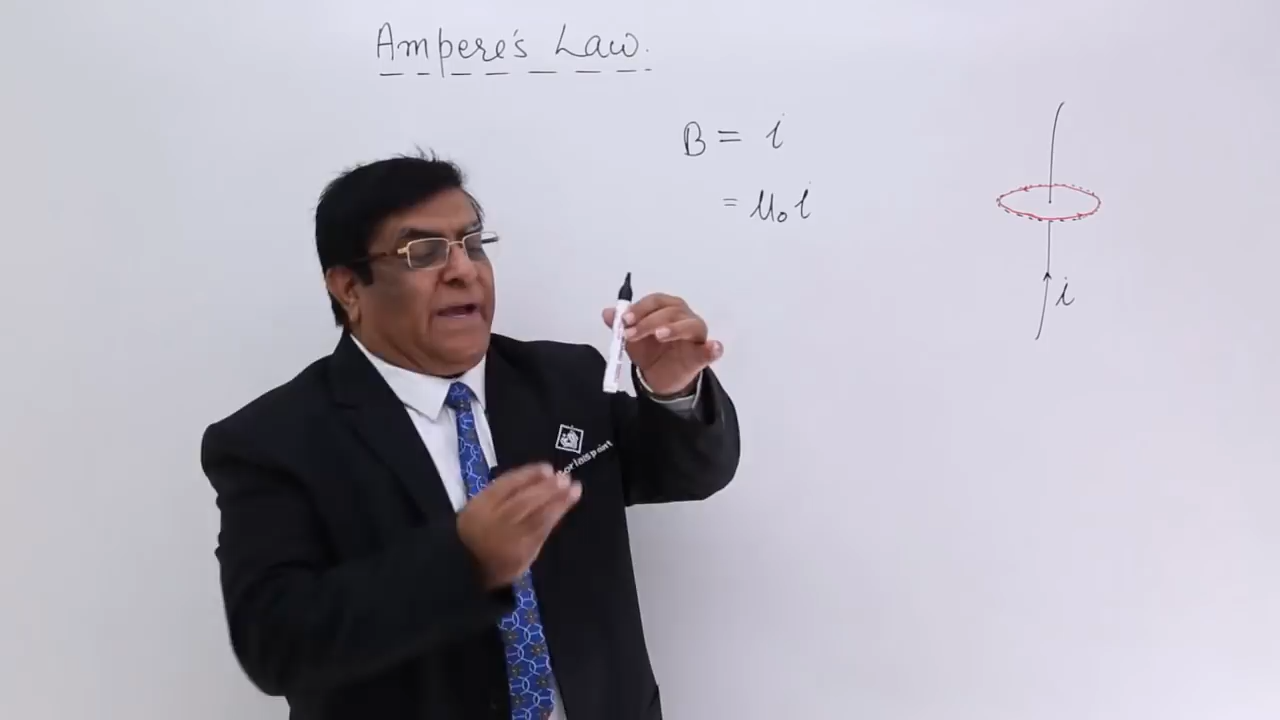 Ampere's Law.
B = i
= μ₀ i
i